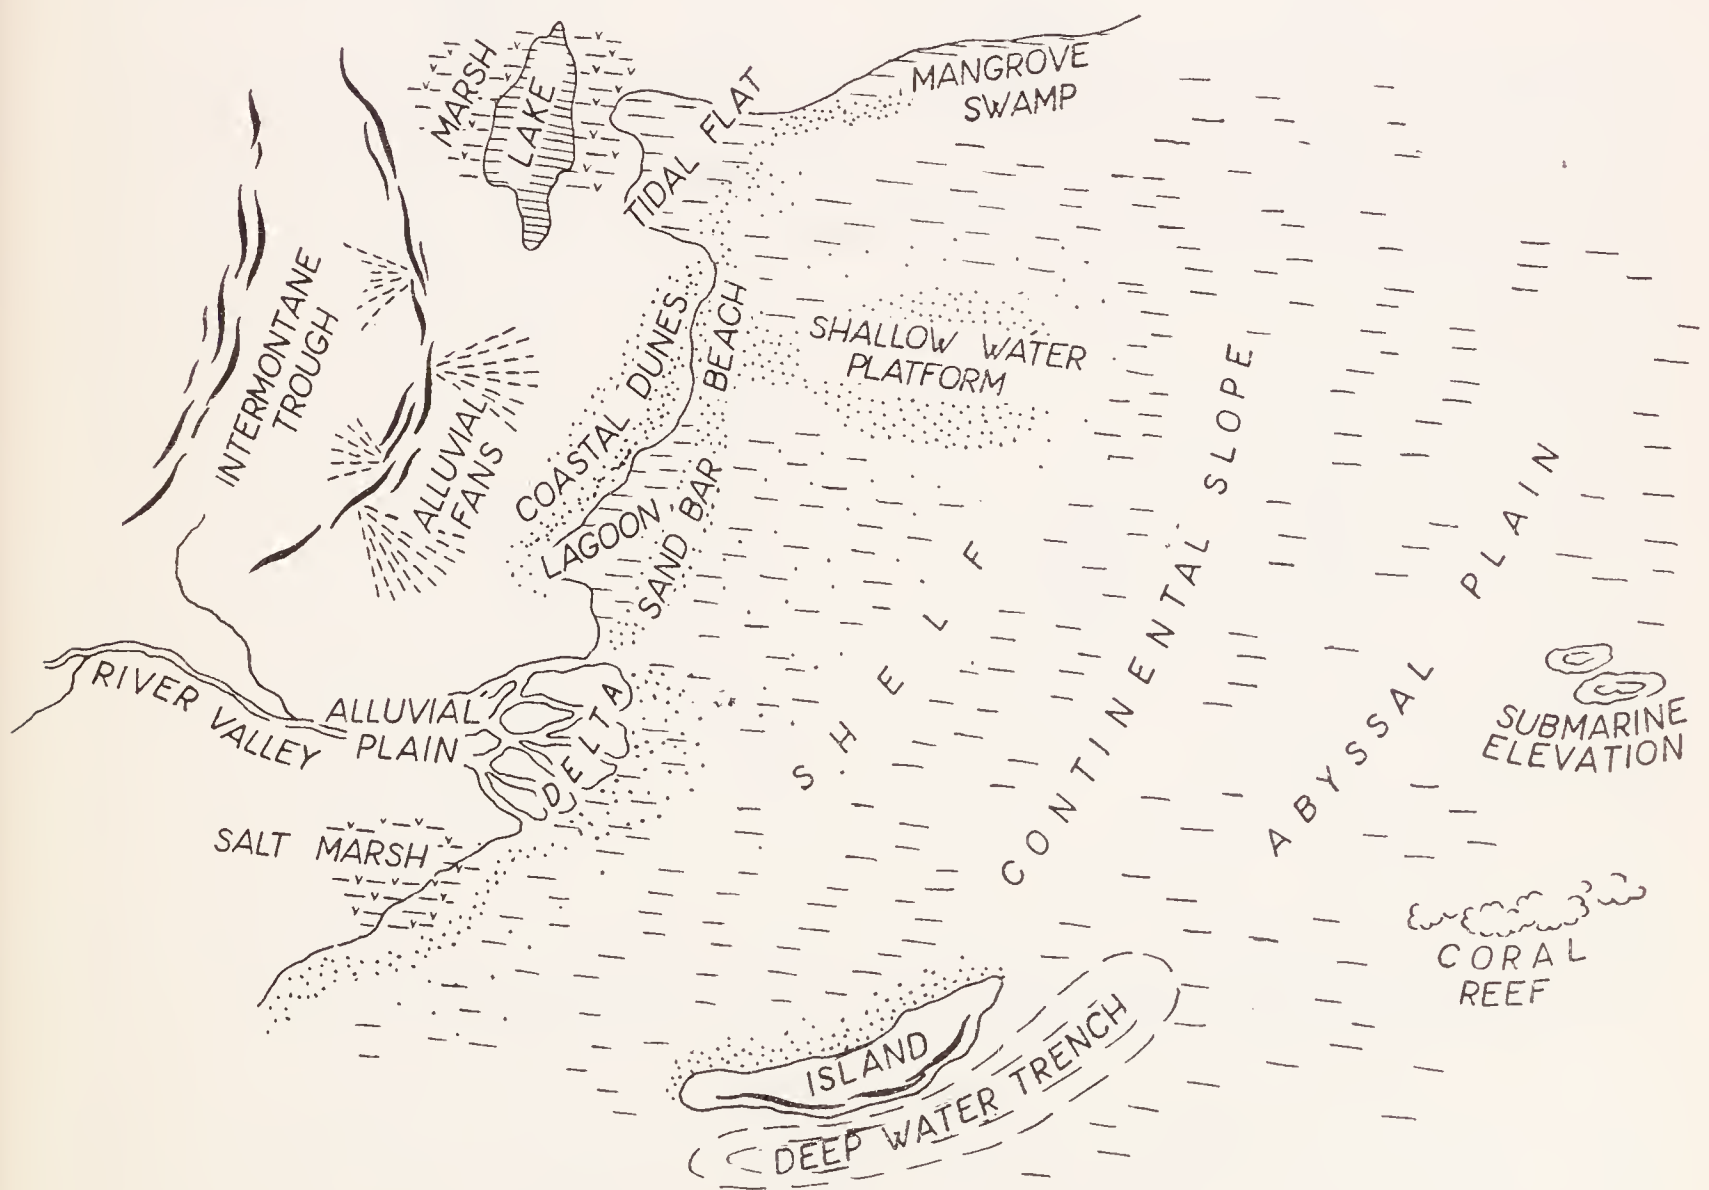 MARSH
LAKE
TIDAL FLAT
MANGROVE
SWAMP
INTERMONTANE
TROUGH
ALLUVIAL
FANS
COASTAL DUNES
BEACH
SHALLOW WATER
PLATFORM
LAGOON
SAND BAR
SHELF
CONTINENTAL SLOPE
ABYSSAL PLAIN
RIVER VALLEY
ALLUVIAL
PLAIN
DELTA
SUBMARINE
ELEVATION
SALT MARSH
CORAL
REEF
ISLAND
DEEP WATER TRENCH